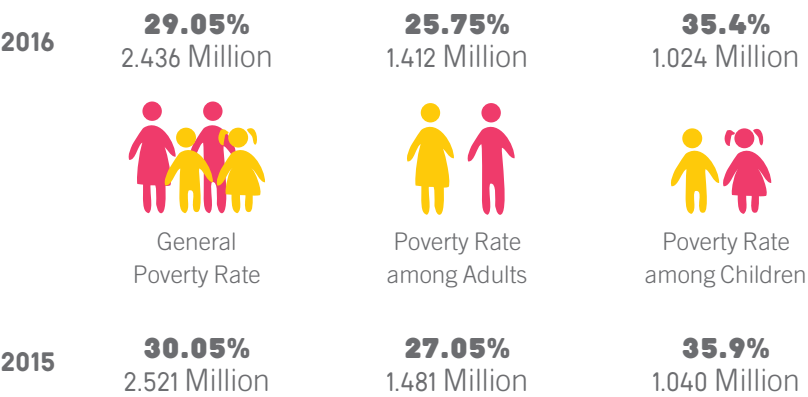 2016
29.05%
2.436 Million
25.75%
1.412 Million
35.4%
1.024 Million
General
Poverty Rate
Poverty Rate
among Adults
Poverty Rate
among Children
2015
30.05%
2.521 Million
27.05%
1.481 Million
35.9%
1.040 Million